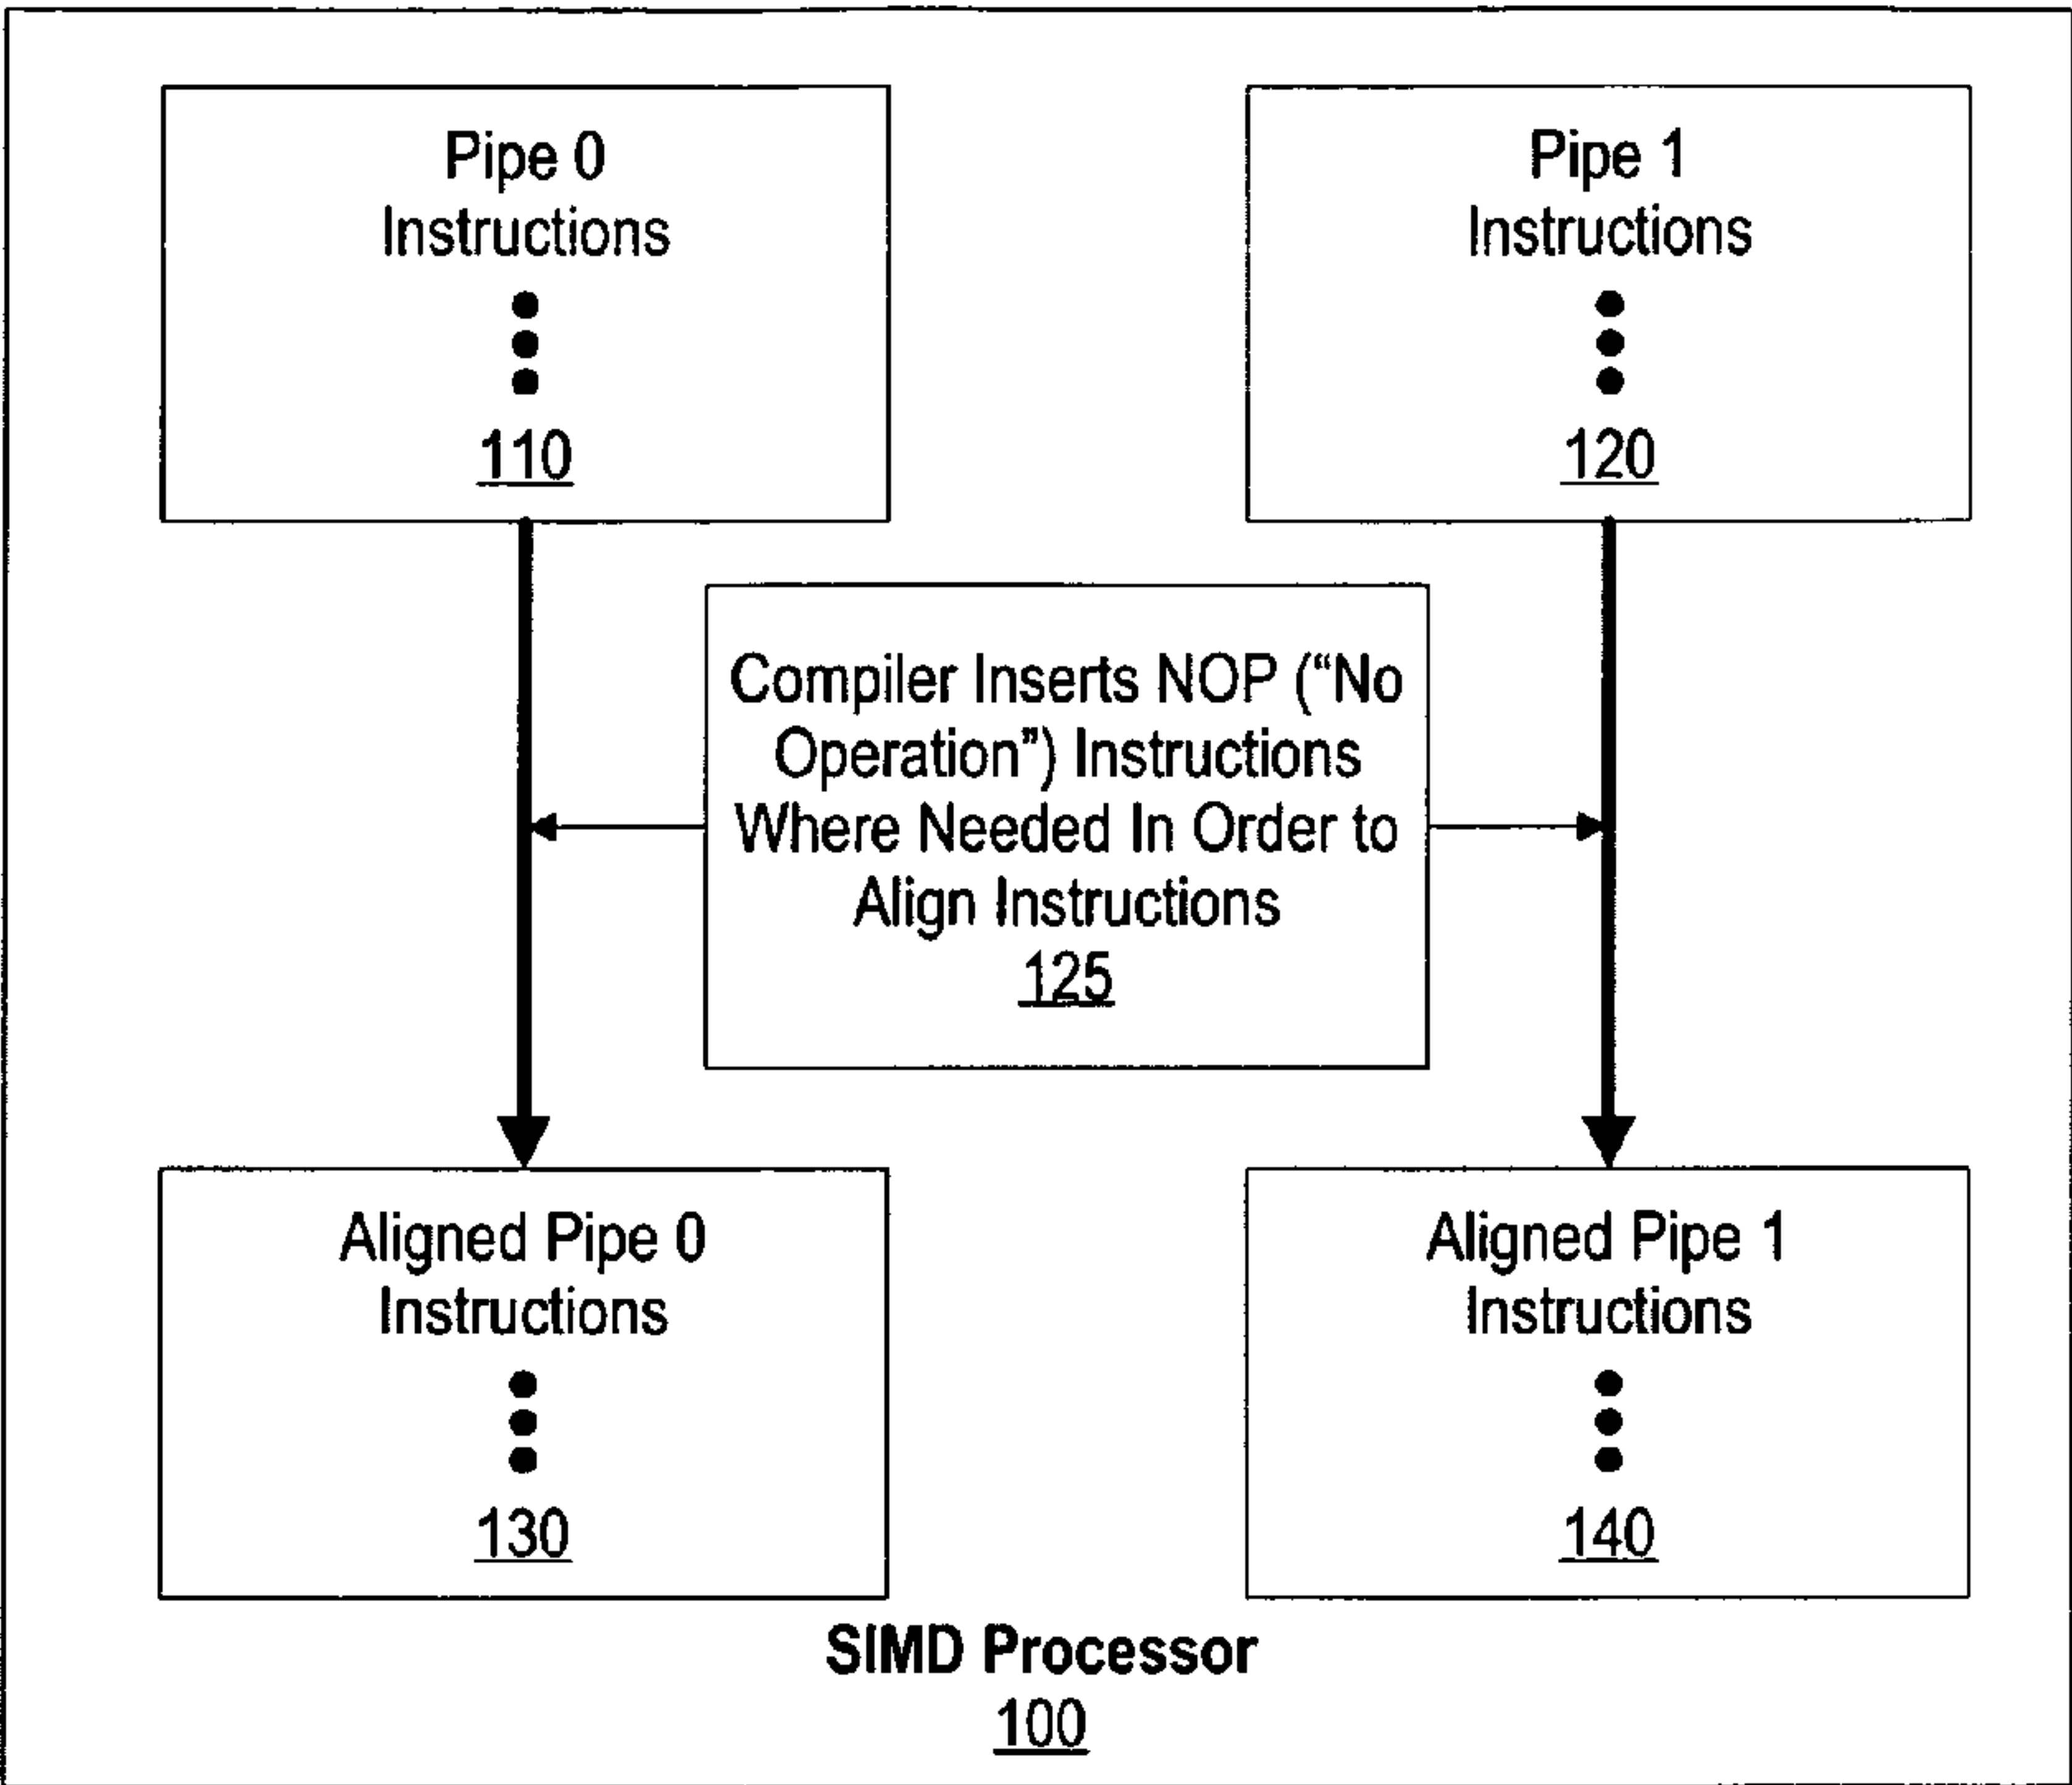 Pipe 0
Instructions
110
Pipe 1
Instructions
120
Compiler Inserts NOP (“No
Operation”) Instructions
Where Needed In Order to
Align Instructions
125
Aligned Pipe 0
Instructions
130
Aligned Pipe 1
Instructions
140
SIMD Processor
100